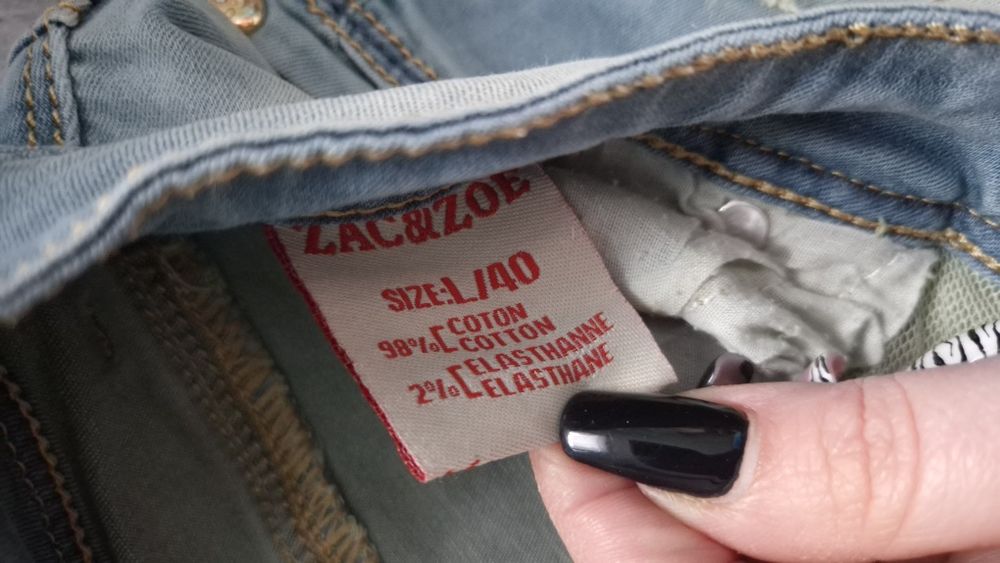 ZAC&ZOE
SIZE:L/40
98%[COTON
COTTON
2%[ELASTHANNE
ELASTHANE